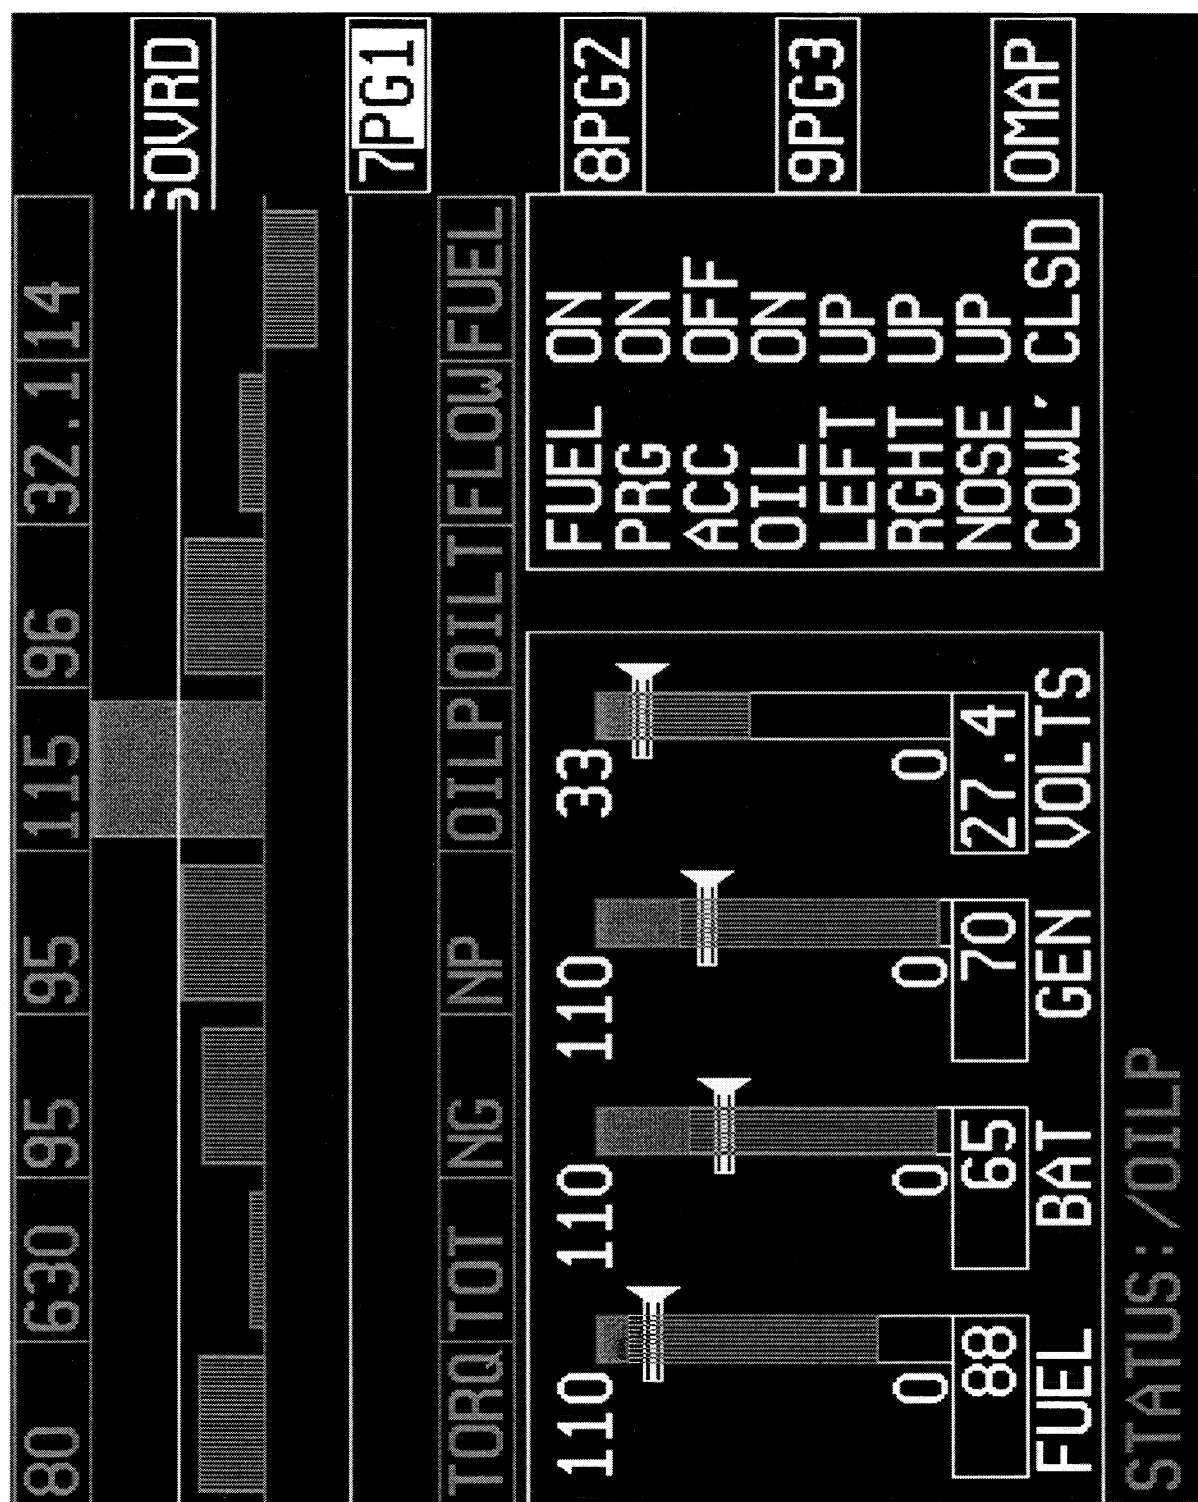 80 630 95 95 115 96 32.1 14
TORQ TOT NG NP OILP OILT FLOW FUEL
6OVRD
7PG1
8PG2
9PG3
0MAP
110 110 110 33
0 0 0 0
88 65 70 27.4
FUEL BAT GEN VOLTS
FUEL ON
PRG ON
ACC OFF
OIL ON
LEFT UP
RGHT UP
NOSE UP
COWL' CLSD
STATUS:/OILP